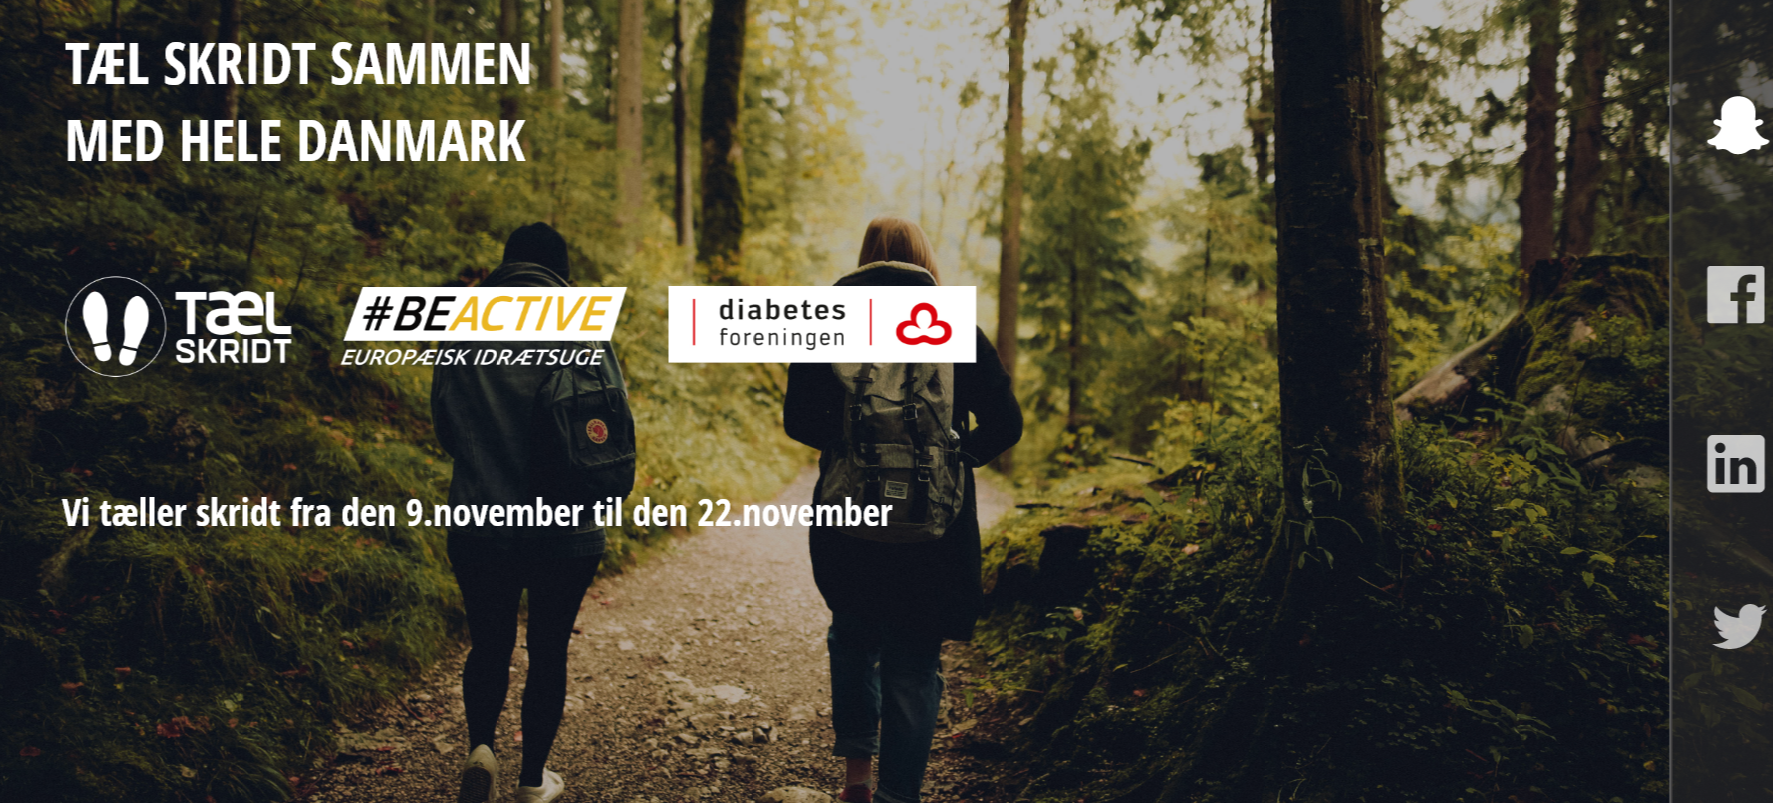 TÆL SKRIDT SAMMEN
MED HELE DANMARK
TÆL
SKRIDT
#BEACTIVE
EUROPÆISK IDRÆTSUGE
diabetes
foreningen
Vi tæller skridt fra den 9.november til den 22.november
in